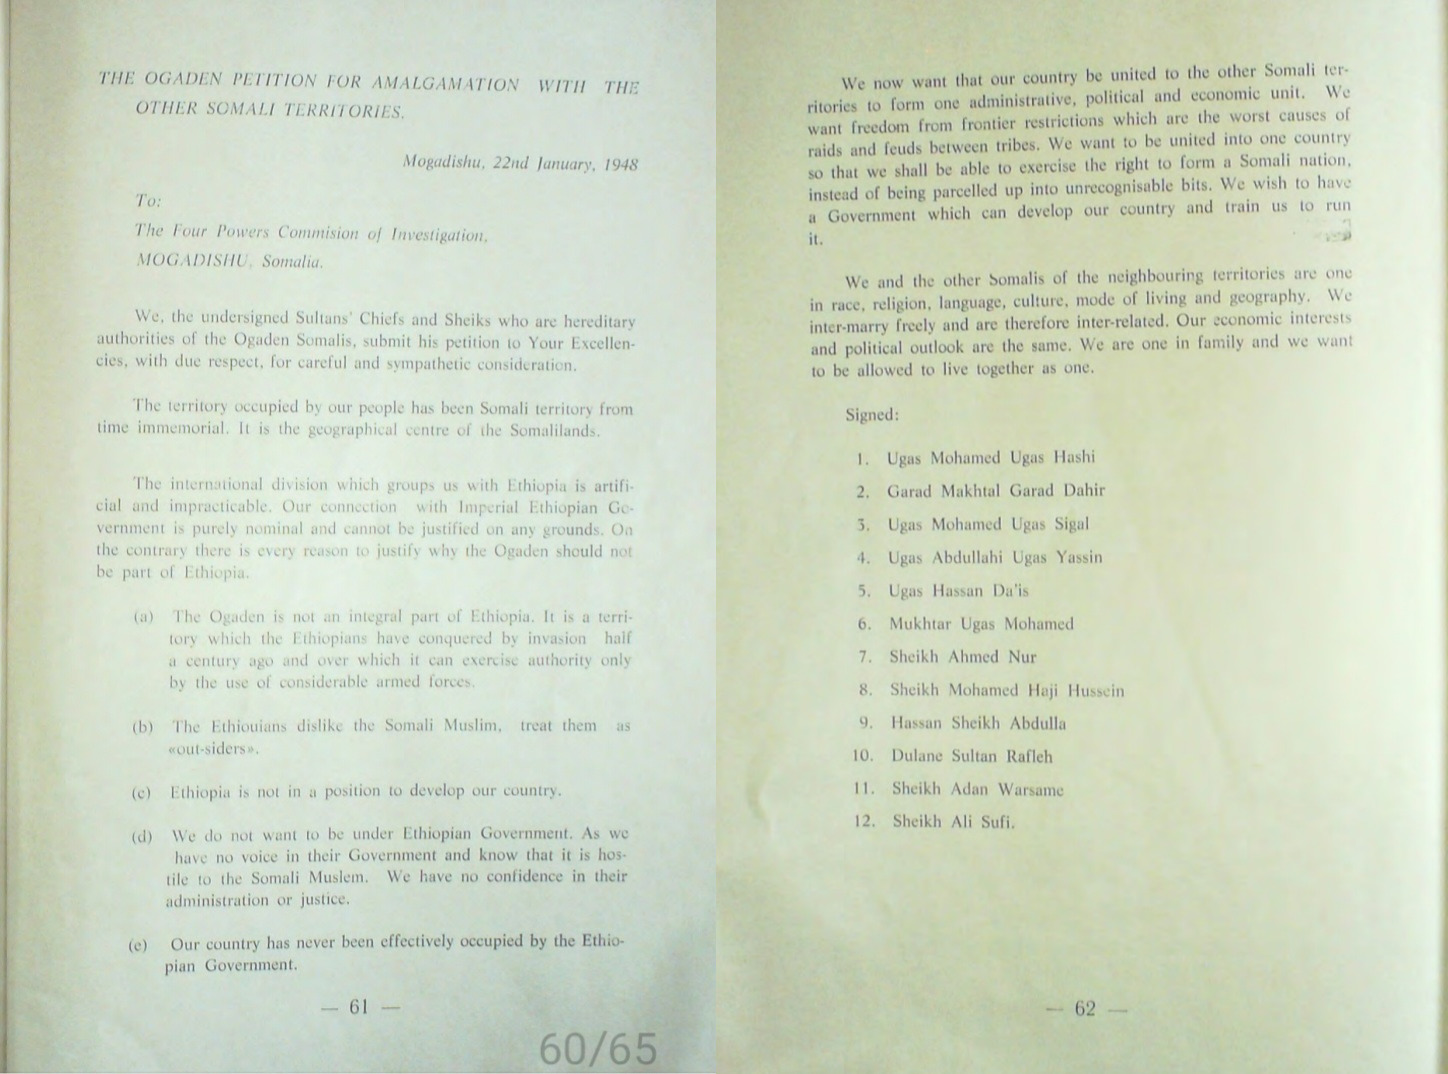 THE OGADEN PETITION FOR AMALGAMATION WITH THE
OTHER SOMALI TERRITORIES.
Mogadishu, 22nd January, 1948
To:
The Four Powers Commision of Investigation,
MOGADISHU, Somalia.
We, the undersigned Sultans' Chiefs and Sheiks who are hereditary
authorities of the Ogaden Somalis, submit his petition to Your Excellen-
cies, with due respect, for careful and sympathetic consideration.
The territory occupied by our people has been Somali territory from
time immemorial. It is the geographical centre of the Somalilands.
The international division which groups us with Ethiopia is artifi-
cial and impracticable. Our connection with Imperial Ethiopian Go-
vernment is purely nominal and cannot be justified on any grounds. On
the contrary there is every reason to justify why the Ogaden should not
be part of Ethiopia.
(a) The Ogaden is not an integral part of Ethiopia. It is a terri-
tory which the Ethiopians have conquered by invasion half
a century ago and over which it can exercise authority only
by the use of considerable armed forces.
(b) The Ethiouians dislike the Somali Muslim, treat them as
«out-siders».
(c) Ethiopia is not in a position to develop our country.
(d) We do not want to be under Ethiopian Government. As we
have no voice in their Government and know that it is hos-
tile to the Somali Muslem. We have no confidence in their
administration or justice.
(e) Our country has never been effectively occupied by the Ethio-
pian Government.
— 61 —
60/65
We now want that our country be united to the other Somali ter-
ritories to form one administrative, political and economic unit. We
want freedom from frontier restrictions which are the worst causes of
raids and feuds between tribes. We want to be united into one country
so that we shall be able to exercise the right to form a Somali nation,
instead of being parcelled up into unrecognisable bits. We wish to have
a Government which can develop our country and train us to run
it.
We and the other Somalis of the neighbouring territories are one
in race, religion, language, culture, mode of living and geography. We
inter-marry freely and are therefore inter-related. Our economic interests
and political outlook are the same. We are one in family and we want
to be allowed to live together as one.
Signed:
1. Ugas Mohamed Ugas Hashi
2. Garad Makhtal Garad Dahir
3. Ugas Mohamed Ugas Sigal
4. Ugas Abdullahi Ugas Yassin
5. Ugas Hassan Da'is
6. Mukhtar Ugas Mohamed
7. Sheikh Ahmed Nur
8. Sheikh Mohamed Haji Hussein
9. Hassan Sheikh Abdulla
10. Dulane Sultan Rafleh
11. Sheikh Adan Warsame
12. Sheikh Ali Sufi.
— 62 —